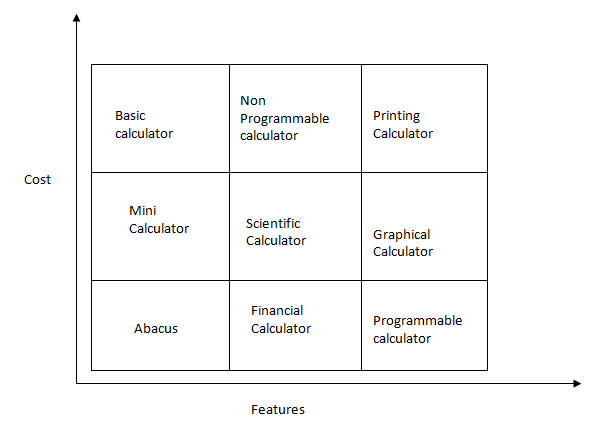 Basic
calculator
Non
Programmable
calculator
Printing
Calculator
Cost
Mini
Calculator
Scientific
Calculator
Graphical
Calculator
Abacus
Financial
Calculator
Programmable
calculator
Features